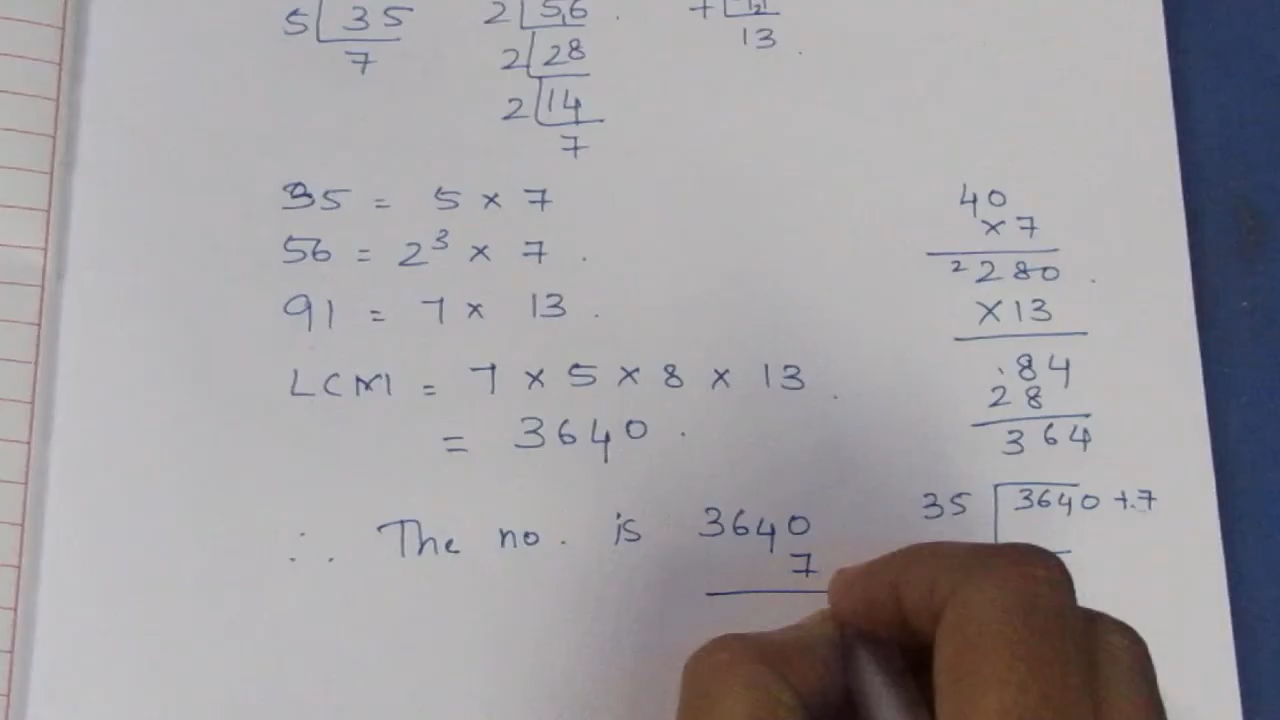 5 35 2 56 7
7 2 28 13
2 14
7
35 = 5 × 7
56 = 2³ × 7
91 = 7 × 13
LCM = 7 × 5 × 8 × 13
= 3640
∴ The no. is 3640
7
40
×7
2280
×13
84
28
364
35 3640 + 7